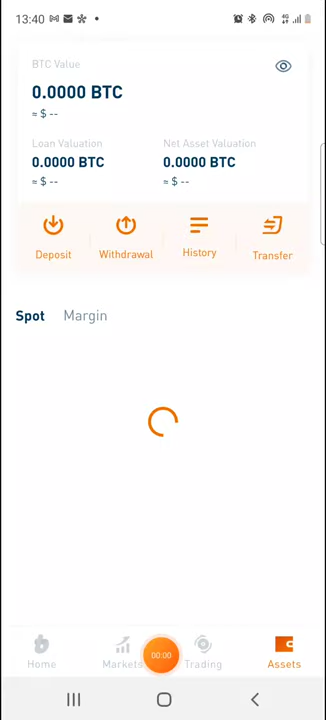 13:40
4G
BTC Value
0.0000 BTC
≈ $ --
Loan Valuation
Net Asset Valuation
0.0000 BTC
0.0000 BTC
≈ $ --
≈ $ --
Deposit
Withdrawal
History
Transfer
Spot
Margin
00:00
Home
Markets
Trading
Assets